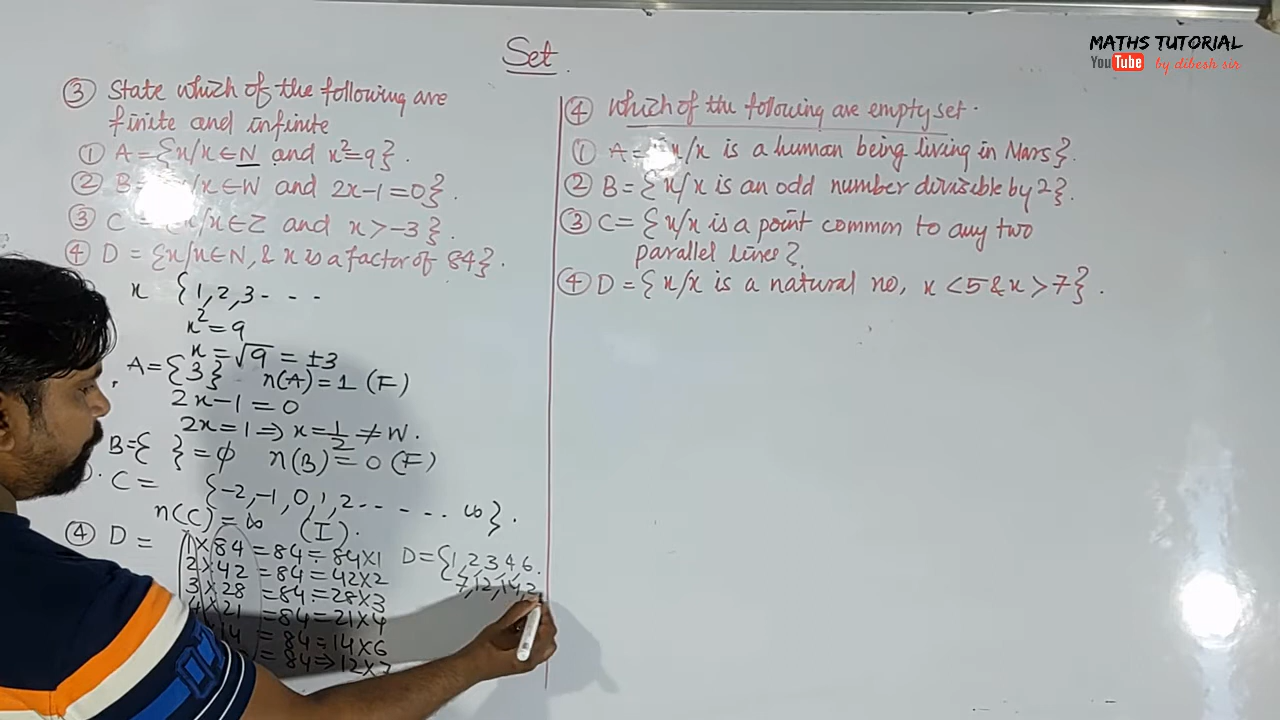 Set
③ State which of the following are
finite and infinite
① A={x/x∈N and x²=9}.
② B= /x∈W and 2x-1=0}.
③ C = x/x∈Z and x>-3}.
④ D = {x/x∈N, & x is a factor of 84}.
x {1,2,3- - -
x²=9
x=√9=±3
A={3} n(A)=1 (F)
2x-1=0
2x=1⇒x=1/2≠W.
B={ }=ϕ n(B)=0(F)
C= {-2,-1,0,1,2- - - - - ... ∞}.
n(C)=∞ (I).
④ D=
1×84=84=84×1
2×42=84=42×2
3×28=84=28×3
4×21=84=21×4
14=84=14×6
=84⇒12×7
D={1,2,3,4,6.
7,12,14,2
④ which of the following are empty set.
① A={x/x is a human being living in Mars}.
② B={x/x is an odd number divisible by 2}.
③ C={x/x is a point common to any two
parallel lines}.
④ D={x/x is a natural no, x<5&x>7}.
MATHS TUTORIAL
YouTube by dibesh sir